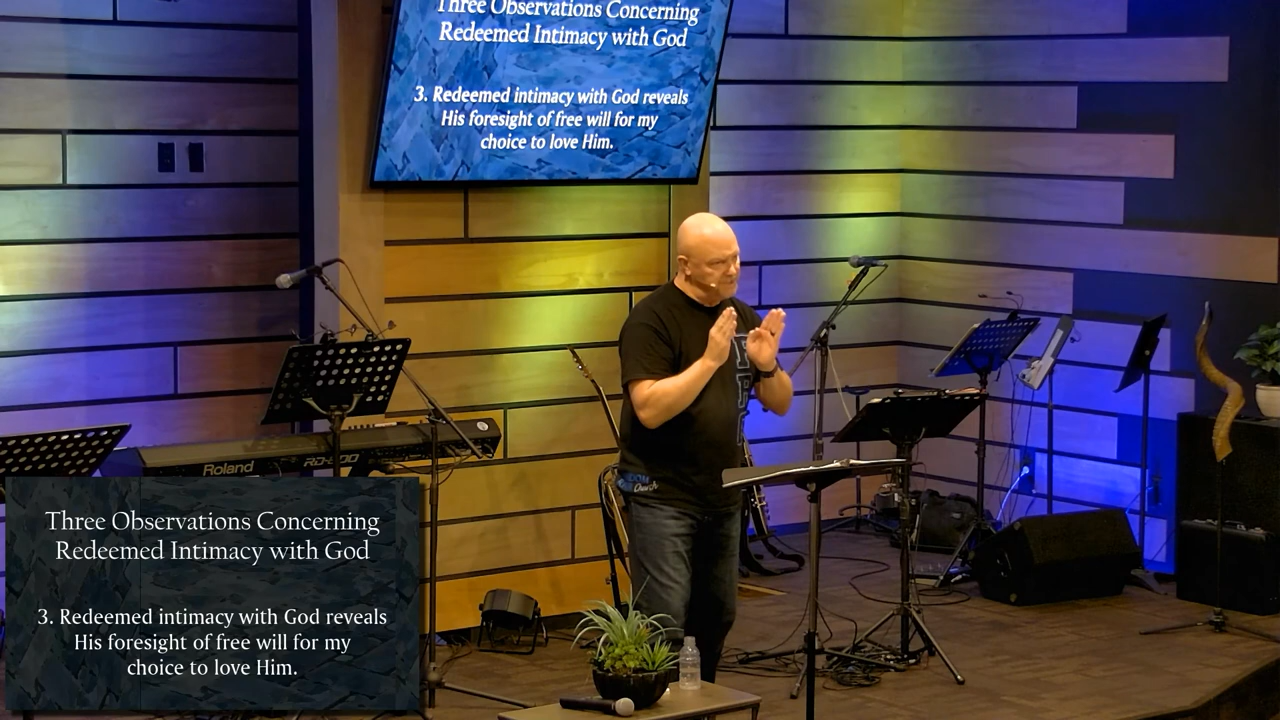 Three Observations Concerning
Redeemed Intimacy with God
3. Redeemed intimacy with God reveals
His foresight of free will for my
choice to love Him.
Roland
Church
Three Observations Concerning
Redeemed Intimacy with God
3. Redeemed intimacy with God reveals
His foresight of free will for my
choice to love Him.